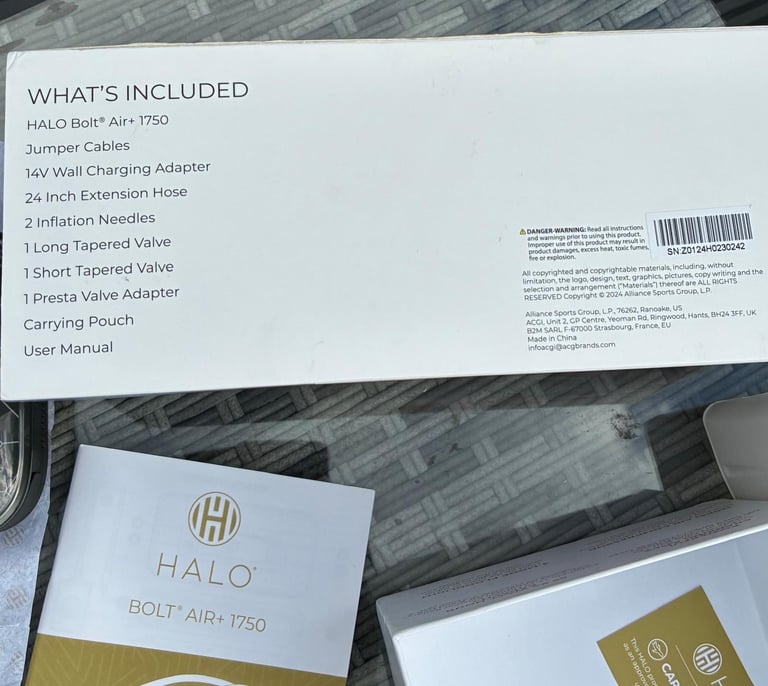 WHAT'S INCLUDED
HALO Bolt® Air+ 1750
Jumper Cables
14V Wall Charging Adapter
24 Inch Extension Hose
2 Inflation Needles
1 Long Tapered Valve
1 Short Tapered Valve
1 Presta Valve Adapter
Carrying Pouch
User Manual
DANGER-WARNING: Read all instructions
and warnings prior to using this product.
Improper use of this product may result in
product damages, excess heat, toxic fumes,
fire or explosion.
SN:Z0124H0230242
All copyrighted and copyrightable materials, including, without
limitation, the logo, design, text, graphics, pictures, copy writing and the
selection and arrangement ("Materials") thereof are ALL RIGHTS
RESERVED Copyright © 2024 Alliance Sports Group, L.P.
Alliance Sports Group, L.P., 76262, Ranoake, US
ACGI, Unit 2, GP Centre, Yeoman Rd, Ringwood, Hants, BH24 3FF, UK
B2M SARL F-67000 Strasbourg, France, EU
Made in China
infoacgi@acgbrands.com
HALO®
BOLT® AIR+ 1750
This HALO
as an